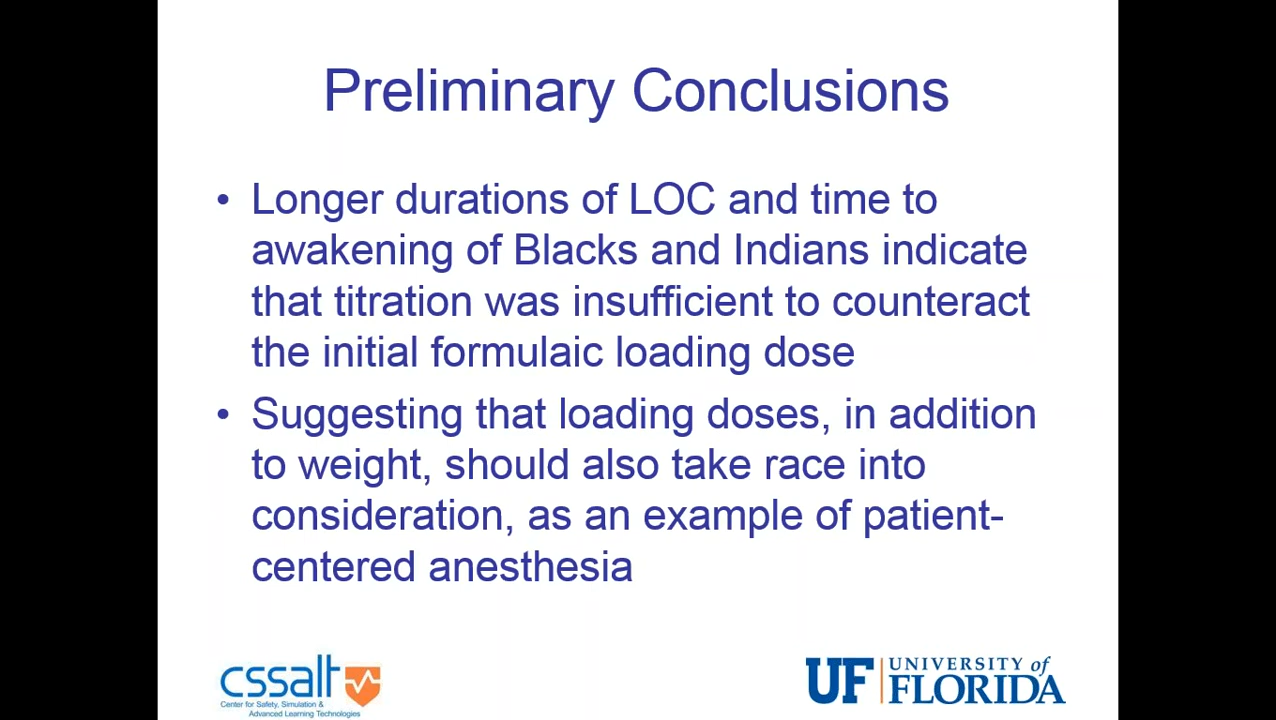 Preliminary Conclusions
• Longer durations of LOC and time to
awakening of Blacks and Indians indicate
that titration was insufficient to counteract
the initial formulaic loading dose
• Suggesting that loading doses, in addition
to weight, should also take race into
consideration, as an example of patient-
centered anesthesia
cssalt
Center for Safety, Simulation &
Advanced Learning Technologies
UF UNIVERSITY of
FLORIDA